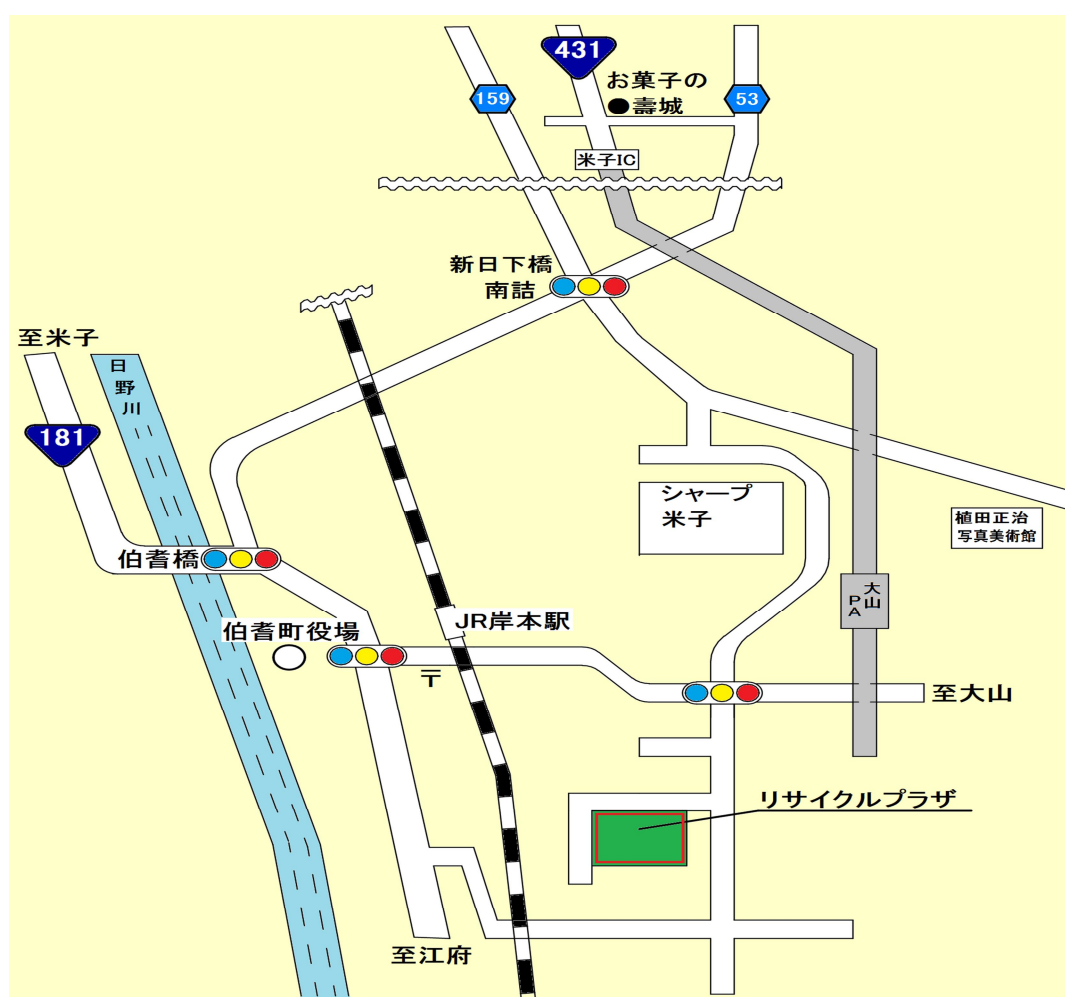 431
お菓子の
●壽城
159
53
米子IC
新日下橋
南詰
至米子
日野川
181
シャープ
米子
植田正治
写真美術館
伯耆橋
大山
PA
JR岸本駅
伯耆町役場
〒
至大山
リサイクルプラザ
至江府